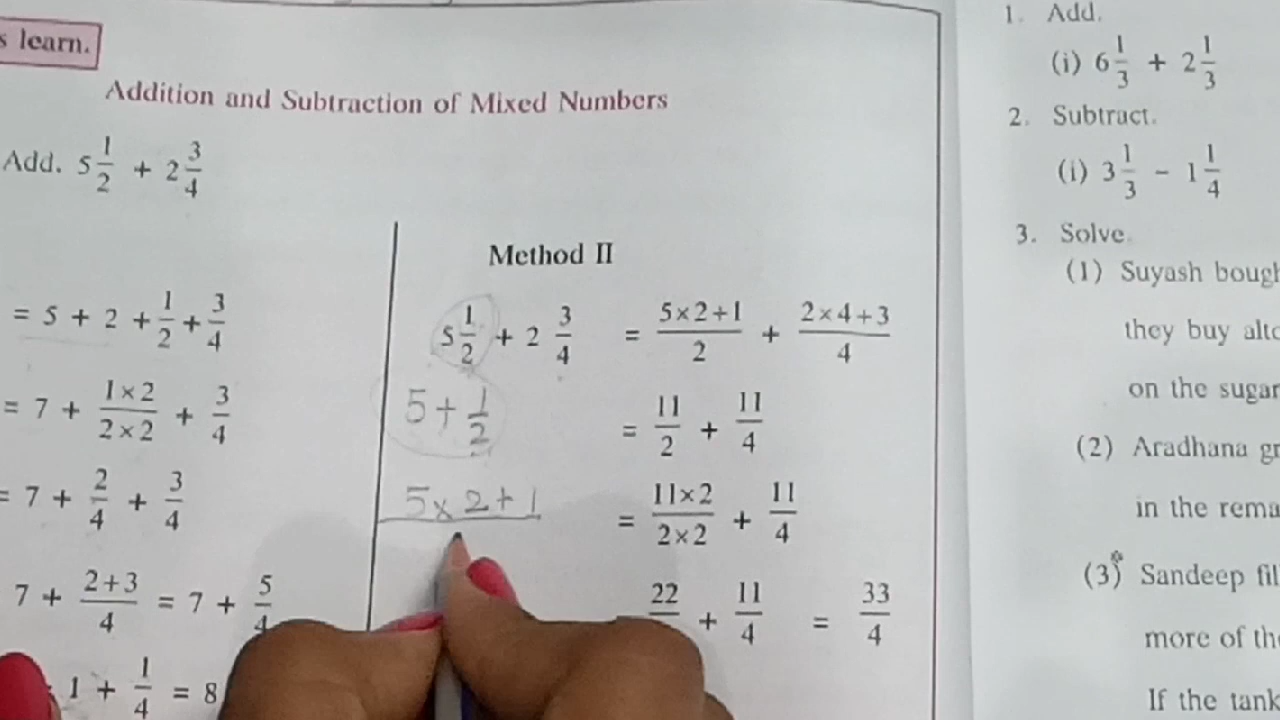 s learn.
Addition and Subtraction of Mixed Numbers
Add. 5 1/2 + 2 3/4
= 5 + 2 + 1/2 + 3/4
= 7 + 1×2/2×2 + 3/4
= 7 + 2/4 + 3/4
7 + 2+3/4 = 7 + 5/4
1 + 1/4 = 8
Method II
5 1/2 + 2 3/4 = 5×2+1/2 + 2×4+3/4
5 + 1/2
= 11/2 + 11/4
5×2+1
= 11×2/2×2 + 11/4
22 + 11/4 = 33/4
1. Add.
(i) 6 1/3 + 2 1/3
2. Subtract.
(i) 3 1/3 - 1 1/4
3. Solve.
(1) Suyash bough
they buy alto
on the sugar
(2) Aradhana gr
in the rema
(3) Sandeep fil
more of the
If the tank